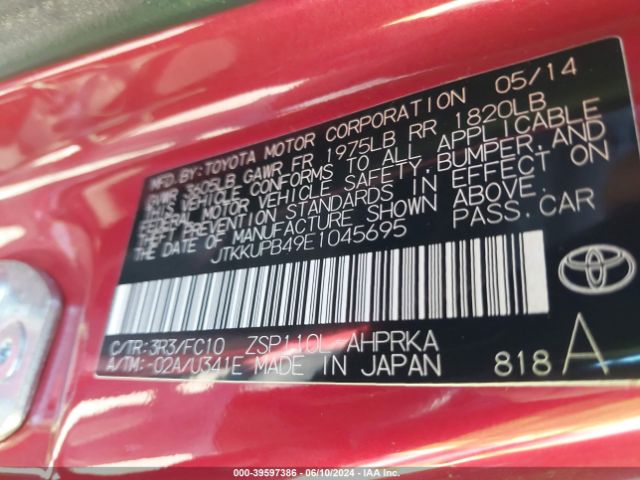 MFD.BY:TOYOTA MOTOR CORPORATION 05/14
GVWR 3605LB GAWR FR 1975LB RR 1820LB
THIS VEHICLE CONFORMS TO ALL APPLICABLE
FEDERAL MOTOR VEHICLE SAFETY,BUMPER,AND
THEFT PREVENTION STANDARDS IN EFFECT ON
THE DATE OF MANUFACTURE SHOWN ABOVE.
JTKKUPB49E1045695 PASS.CAR
C/TR:3R3/FC10 ZSP110L-AHPRKA
A/TM:-02A/U341E MADE IN JAPAN 818 A
000-39597386 | 06/10/2024 - IAA Inc.